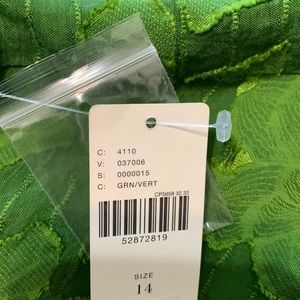 C: 4110
V: 037006
S: 0000015
C: GRN/VERT
CP5658 32 32
52872819
SIZE
14